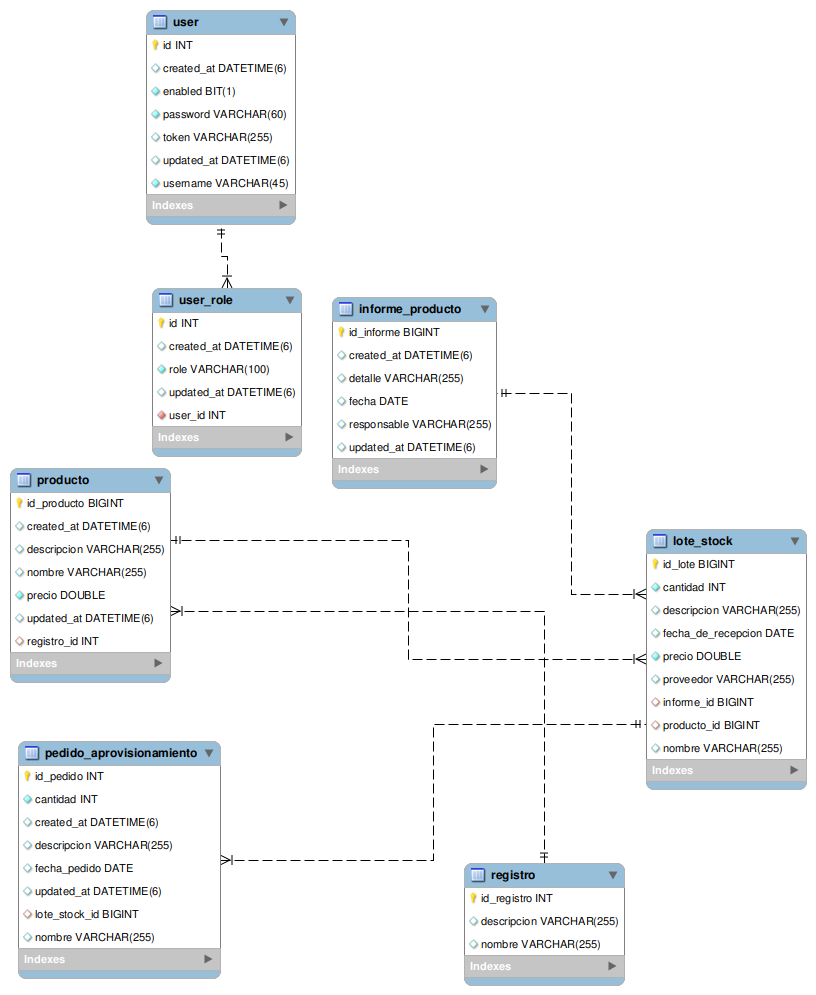 user
id INT
created_at DATETIME(6)
enabled BIT(1)
password VARCHAR(60)
token VARCHAR(255)
updated_at DATETIME(6)
username VARCHAR(45)
Indexes
user_role
id INT
created_at DATETIME(6)
role VARCHAR(100)
updated_at DATETIME(6)
user_id INT
Indexes
informe_producto
id_informe BIGINT
created_at DATETIME(6)
detalle VARCHAR(255)
fecha DATE
responsable VARCHAR(255)
updated_at DATETIME(6)
Indexes
producto
id_producto BIGINT
created_at DATETIME(6)
descripcion VARCHAR(255)
nombre VARCHAR(255)
precio DOUBLE
updated_at DATETIME(6)
registro_id INT
Indexes
lote_stock
id_lote BIGINT
cantidad INT
descripcion VARCHAR(255)
fecha_de_recepcion DATE
precio DOUBLE
proveedor VARCHAR(255)
informe_id BIGINT
producto_id BIGINT
nombre VARCHAR(255)
Indexes
pedido_aprovisionamiento
id_pedido INT
cantidad INT
created_at DATETIME(6)
descripcion VARCHAR(255)
fecha_pedido DATE
updated_at DATETIME(6)
lote_stock_id BIGINT
nombre VARCHAR(255)
Indexes
registro
id_registro INT
descripcion VARCHAR(255)
nombre VARCHAR(255)
Indexes